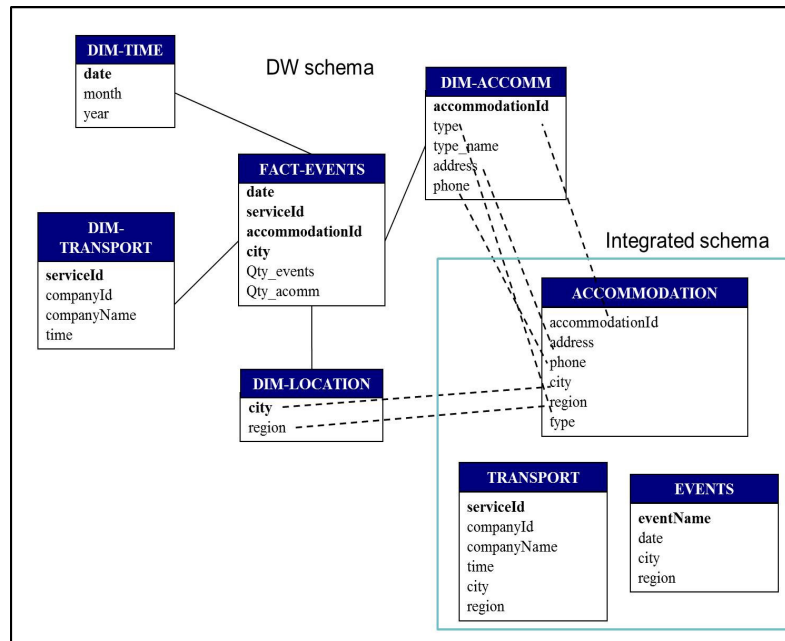 DW schema
DIM-TIME
date
month
year
DIM-ACCOMM
accommodationId
type
type_name
address
phone
FACT-EVENTS
date
serviceId
accommodationId
city
Qty_events
Qty_acomm
DIM-
TRANSPORT
serviceId
companyId
companyName
time
DIM-LOCATION
city
region
Integrated schema
ACCOMMODATION
accommodationId
address
phone
city
region
type
TRANSPORT
serviceId
companyId
companyName
time
city
region
EVENTS
eventName
date
city
region